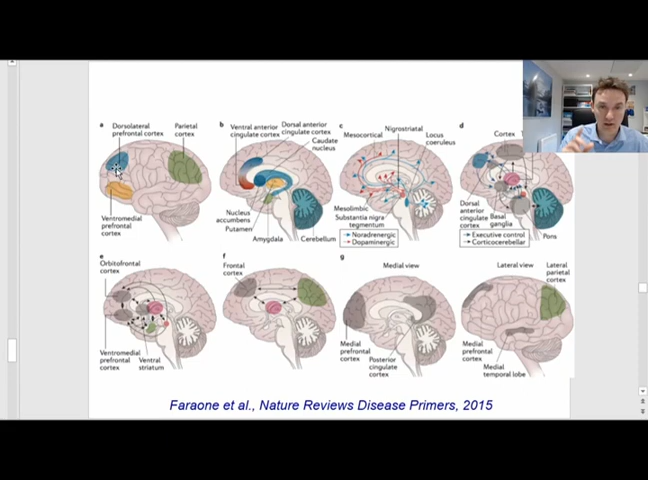 a
Dorsolateral
prefrontal cortex
Parietal
cortex
Ventromedial
prefrontal
cortex
b
Ventral anterior
cingulate cortex
Dorsal anterior
cingulate cortex
Caudate
nucleus
Nucleus
accumbens
Putamen
Amygdala
Cerebellum
c
Mesocortical
Nigrostriatal
Locus
coeruleus
Mesolimbic
Substantia nigra
tegmentum
Noradrenergic
Dopaminergic
d
Cortex
Dorsal
anterior
cingulate
cortex
Basal
ganglia
Pons
Executive control
Corticocerebellar
e
Orbitofrontal
cortex
Ventromedial
prefrontal
cortex
Ventral
striatum
f
Frontal
cortex
g
Medial view
Medial
prefrontal
cortex
Posterior
cingulate
cortex
Lateral view
Lateral
parietal
cortex
Medial
prefrontal
cortex
Medial
temporal lobe
Faraone et al., Nature Reviews Disease Primers, 2015